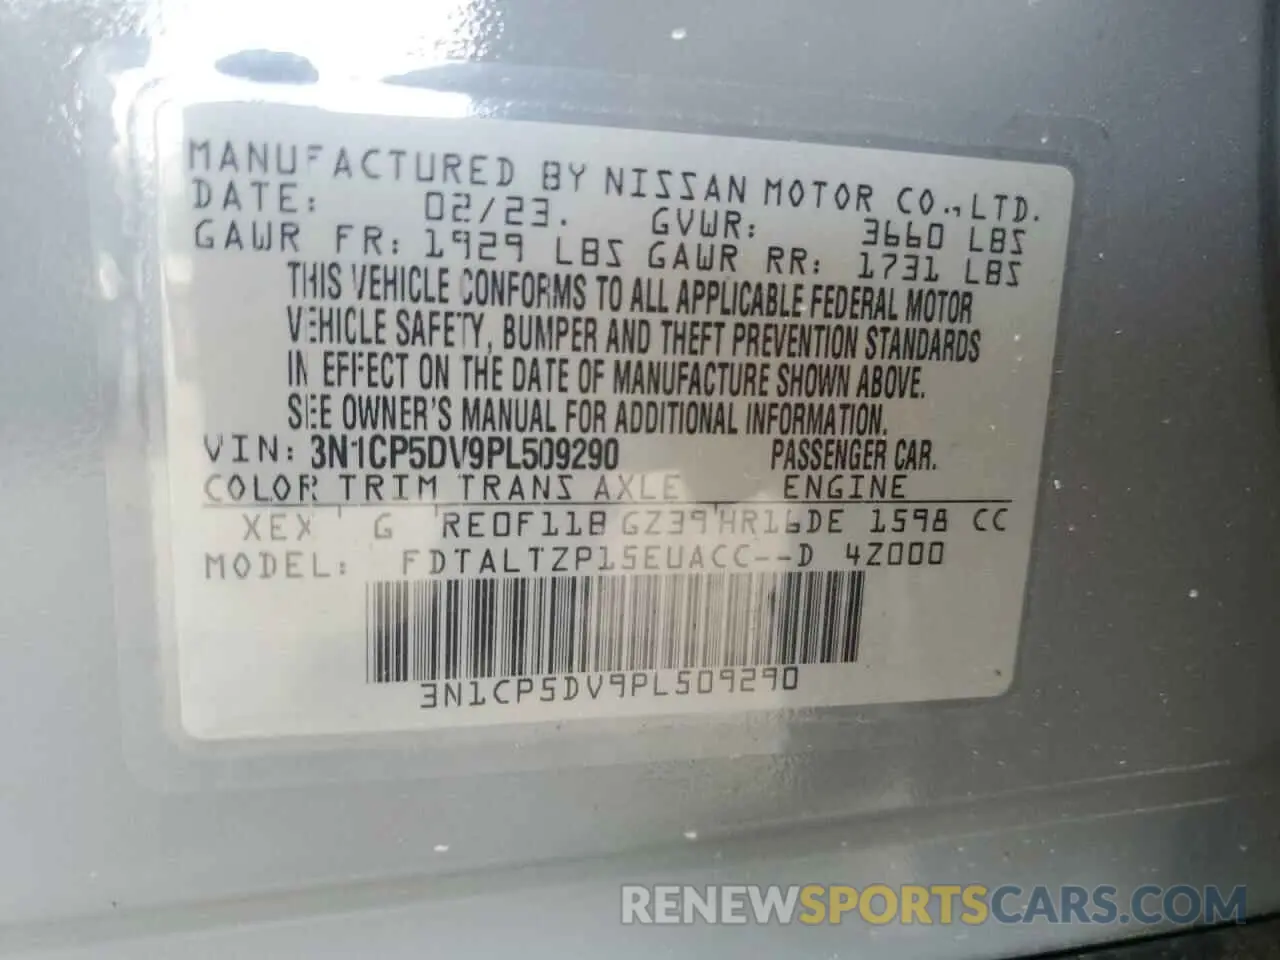 MANUFACTURED BY NISSAN MOTOR CO., LTD.
DATE: 02/23. GVWR: 3660 LBS
GAWR FR: 1929 LBS GAWR RR: 1731 LBS
THIS VEHICLE CONFORMS TO ALL APPLICABLE FEDERAL MOTOR
VEHICLE SAFETY, BUMPER AND THEFT PREVENTION STANDARDS
IN EFFECT ON THE DATE OF MANUFACTURE SHOWN ABOVE.
SEE OWNER'S MANUAL FOR ADDITIONAL INFORMATION.
VIN: 3N1CP5DV9PL509290 PASSENGER CAR.
COLOR TRIM TRANS AXLE ENGINE
XEX ' G ' RE0F11B GZ39 ' HR16DE 1598 CC
MODEL: FDTALTZP15EUACC--D 4Z000
3N1CP5DV9PL509290
RENEWSPORTSCARS.COM